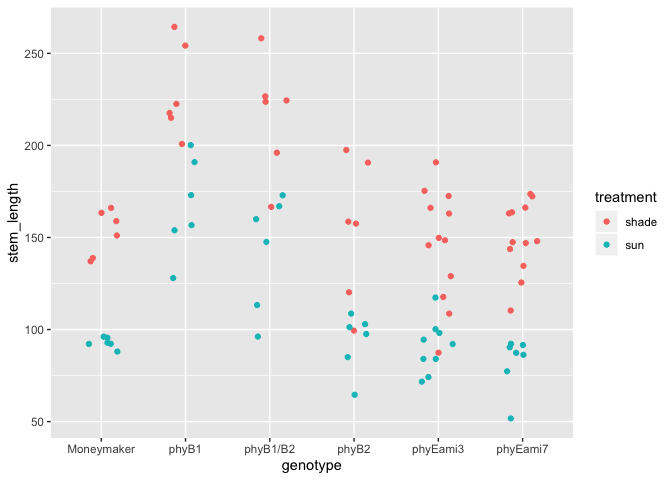 250
200
150
100
50
stem_length
Moneymaker phyB1 phyB1/B2 phyB2 phyEami3 phyEami7
genotype
treatment
shade
sun